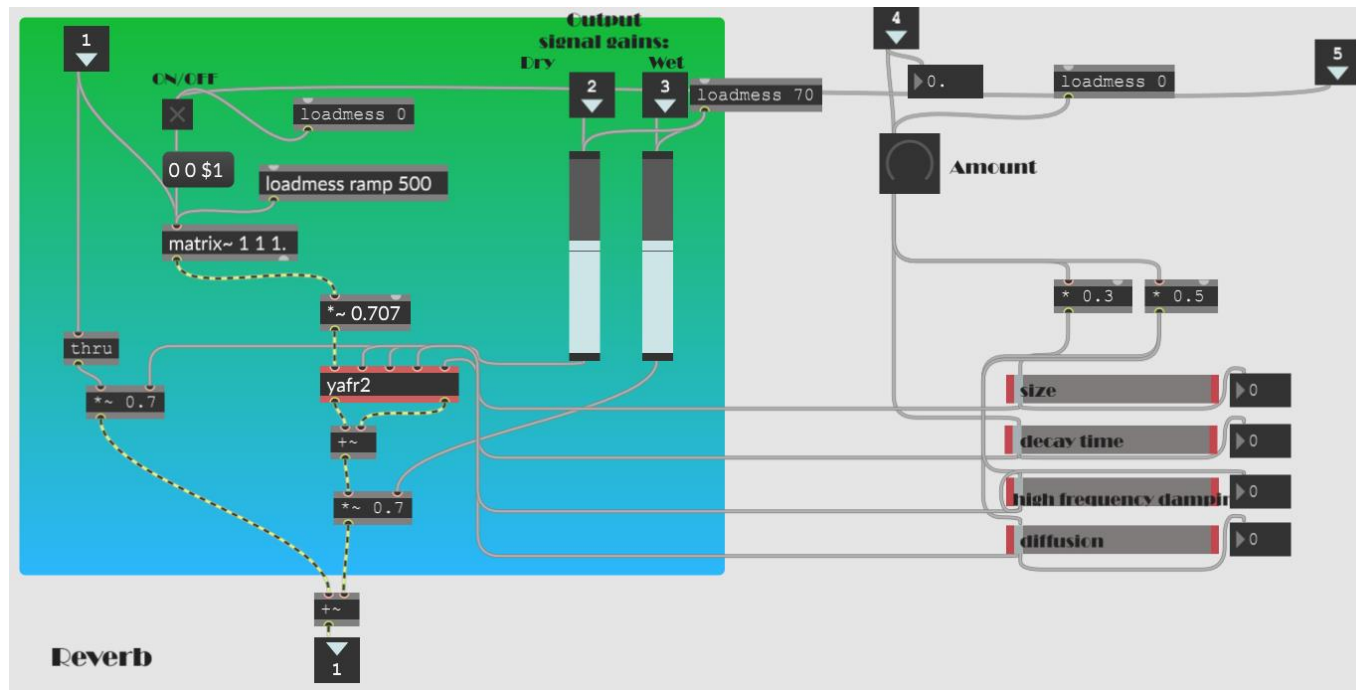 1
Output
signal gains:
Dry
Wet
4
5
ON/OFF
2
3
loadmess 70
0.
loadmess 0
loadmess 0
0 0 $1
loadmess ramp 500
Amount
matrix~ 1 1 1.
* 0.3
* 0.5
*~ 0.707
thru
yafr2
*~ 0.7
size
0
+~
decay time
0
*~ 0.7
high frequency dampin
0
diffusion
0
+~
Reverb
1